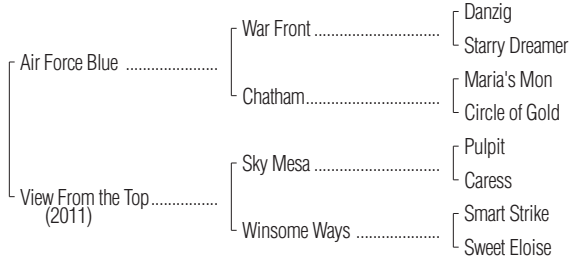 Danzig
War Front ..............................
Starry Dreamer
Air Force Blue ......................
Maria's Mon
Chatham................................
Circle of Gold
Pulpit
Sky Mesa ..............................
Caress
View From the Top................
(2011)
Smart Strike
Winsome Ways ....................
Sweet Eloise